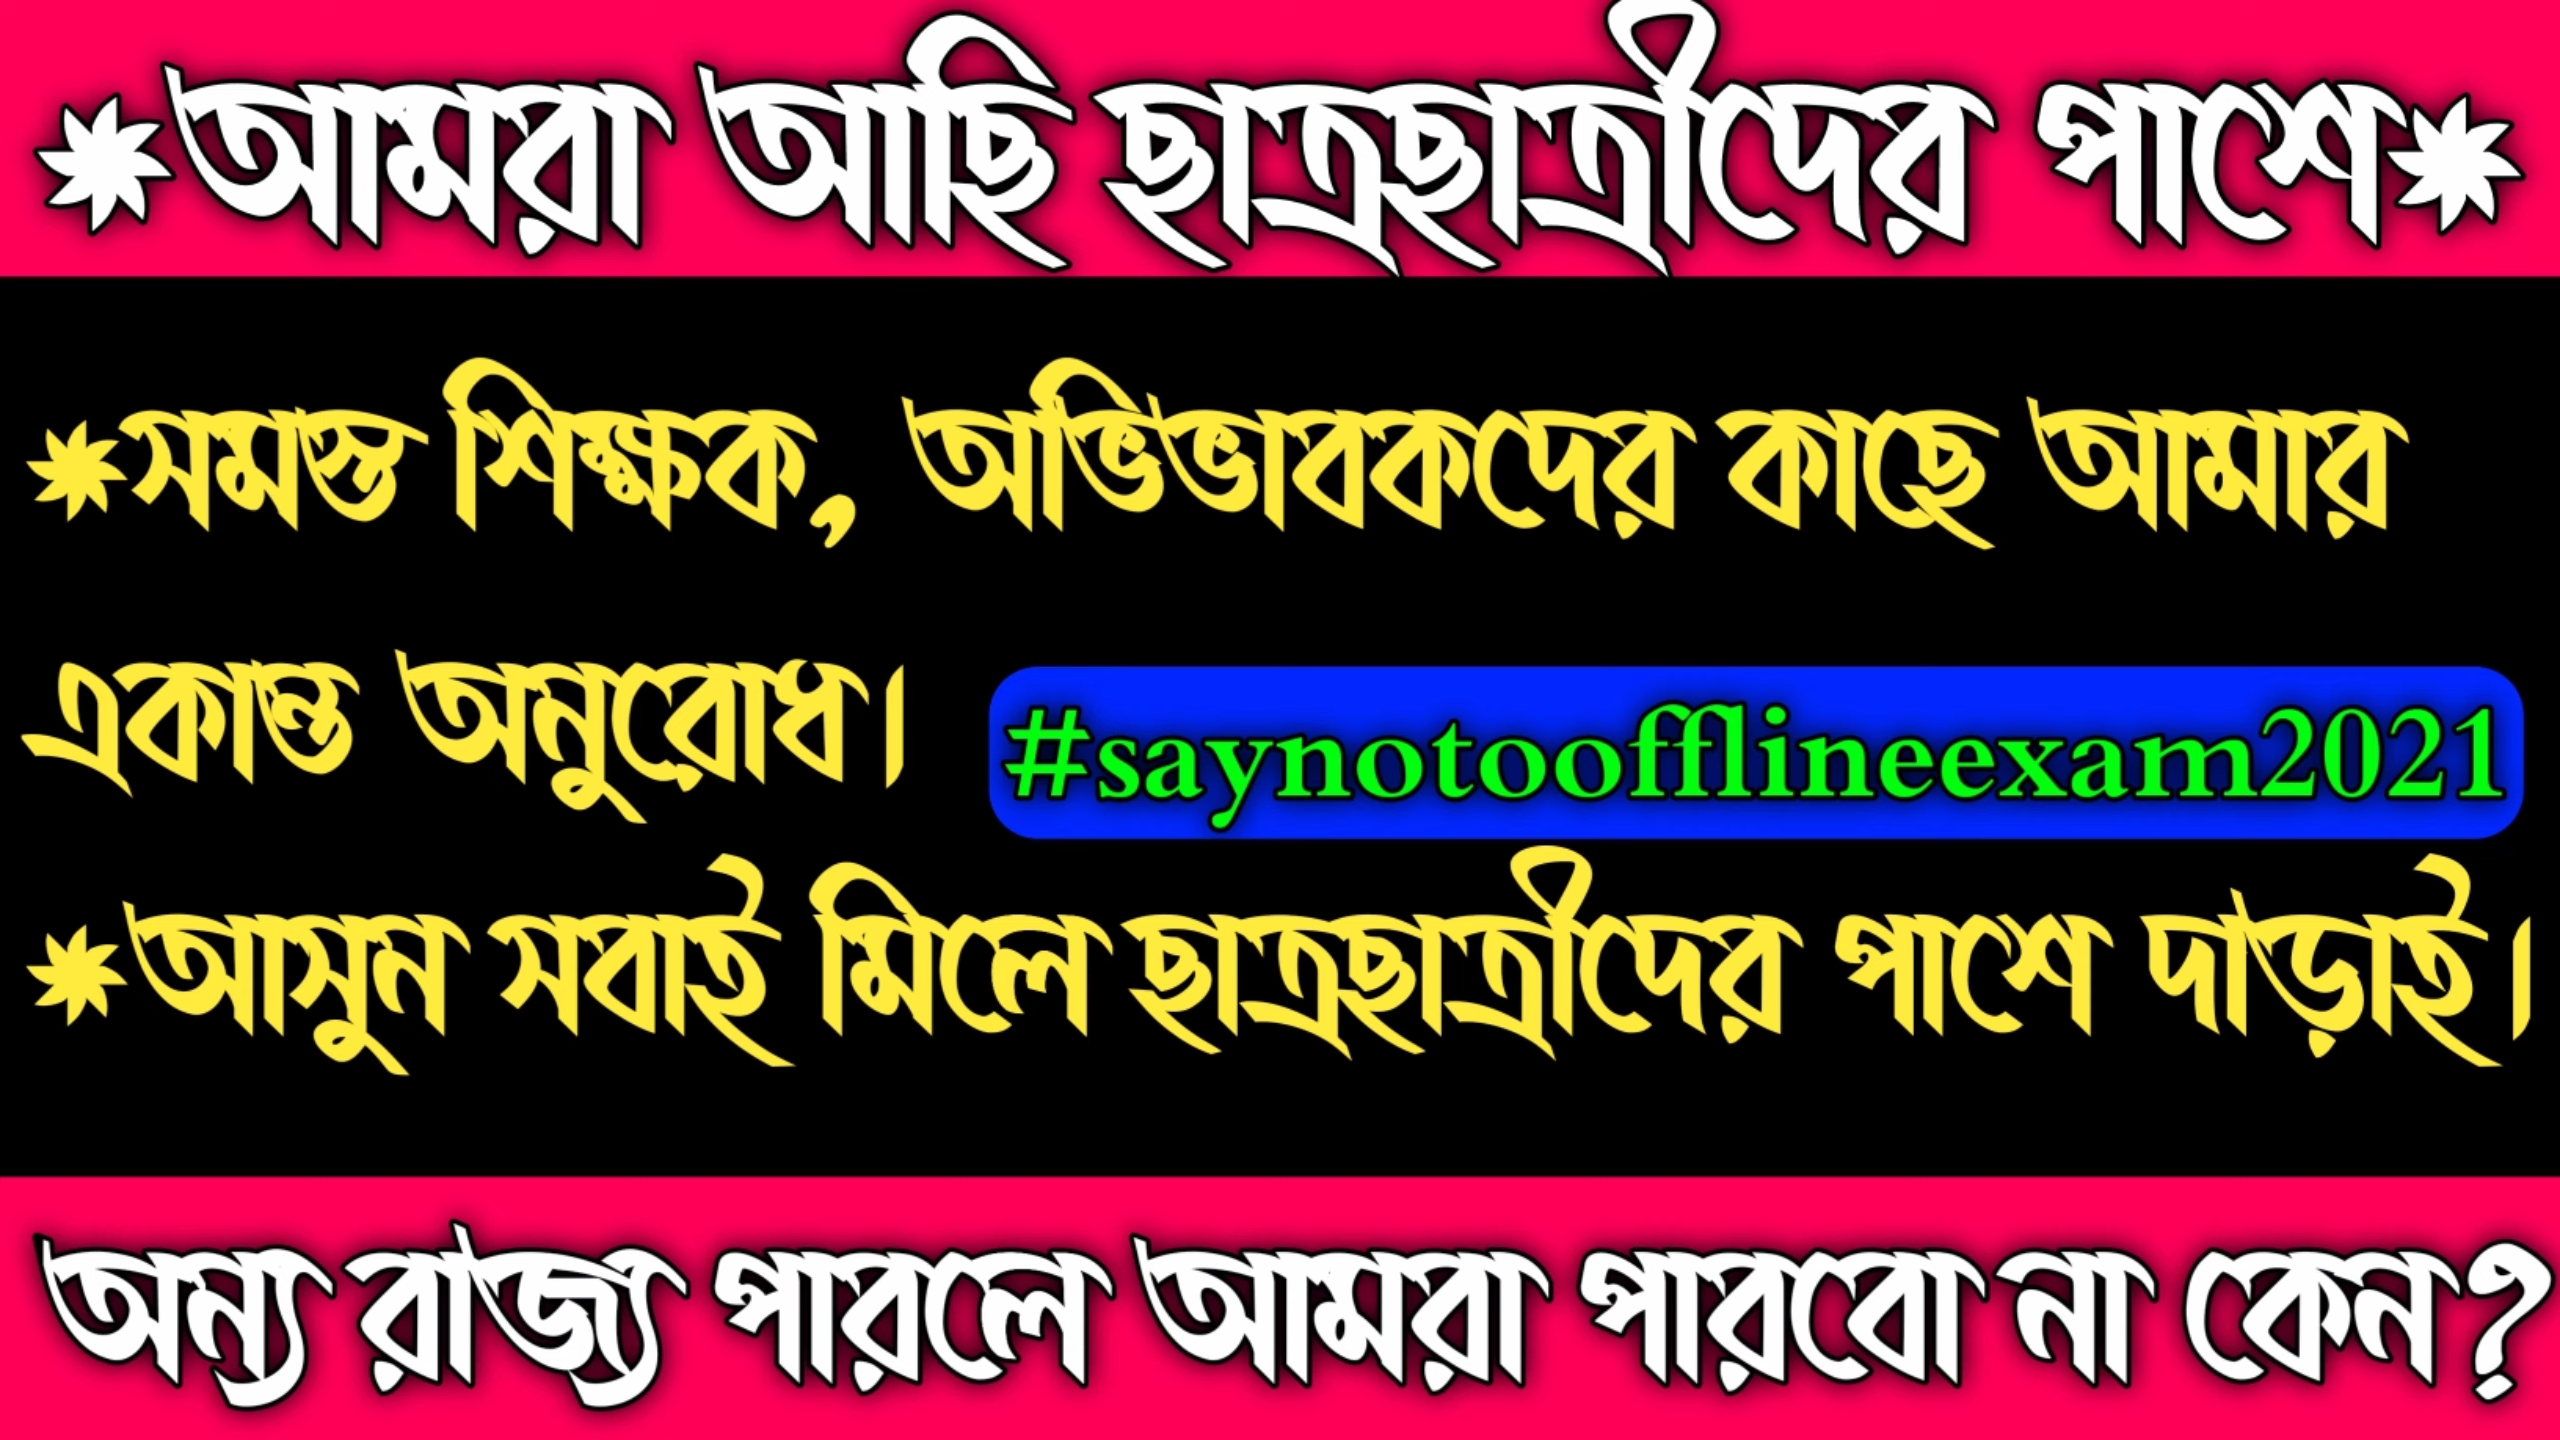 *আমরা আছি ছাত্রছাত্রীদের পাশে*
*সমস্ত শিক্ষক, অভিভাবকদের কাছে আমার
একান্ত অনুরোধ। #saynotoofflineexam2021
*আসুন সবাই মিলে ছাত্রছাত্রীদের পাশে দাড়াই।
অন্য রাজ্য পারলে আমরা পারবো না কেন?